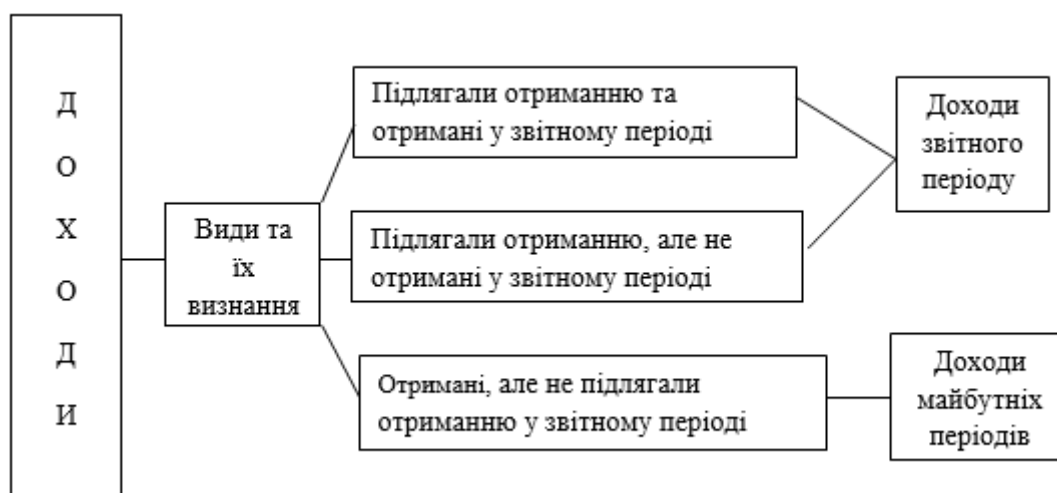 ДОХОДИ
Види та
їх
визнання
Підлягали отриманню та
отримані у звітному періоді
Підлягали отриманню, але не
отримані у звітному періоді
Отримані, але не підлягали
отриманню у звітному періоді
Доходи
звітного
періоду
Доходи
майбутніх
періодів